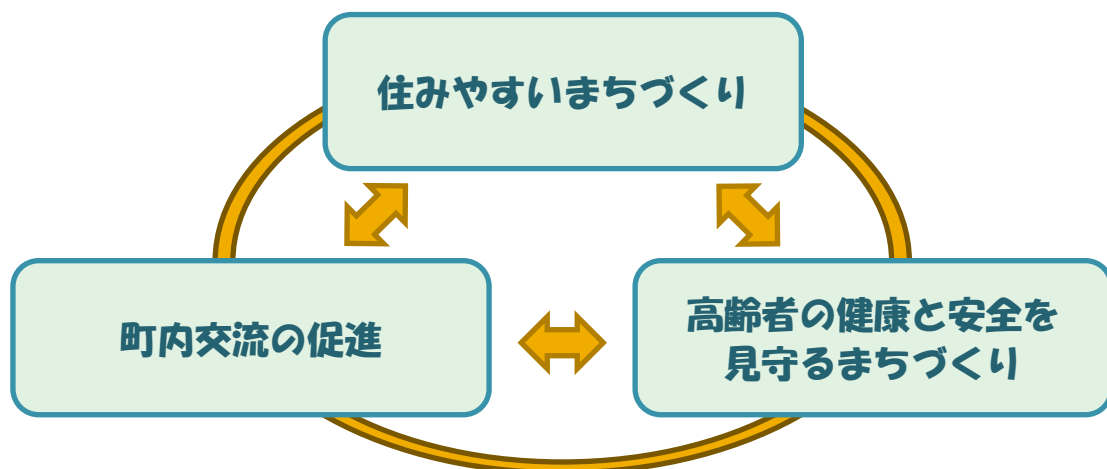 住みやすいまちづくり
町内交流の促進
高齢者の健康と安全を
見守るまちづくり